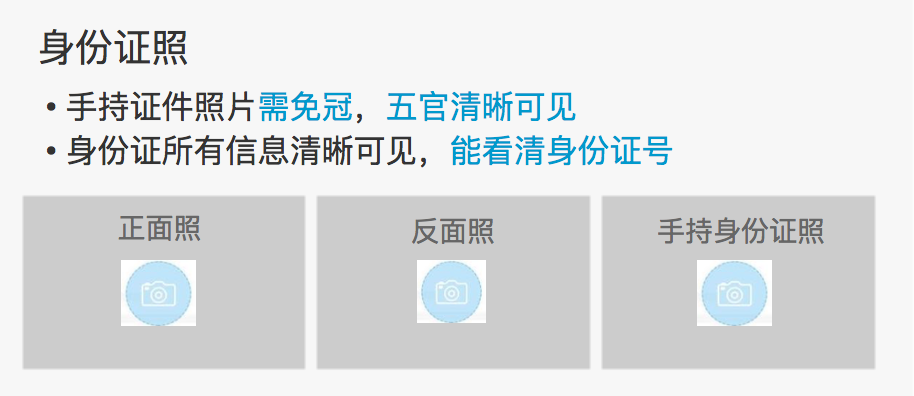 身份证照
• 手持证件照片需免冠，五官清晰可见
• 身份证所有信息清晰可见，能看清身份证号
正面照
反面照
手持身份证照